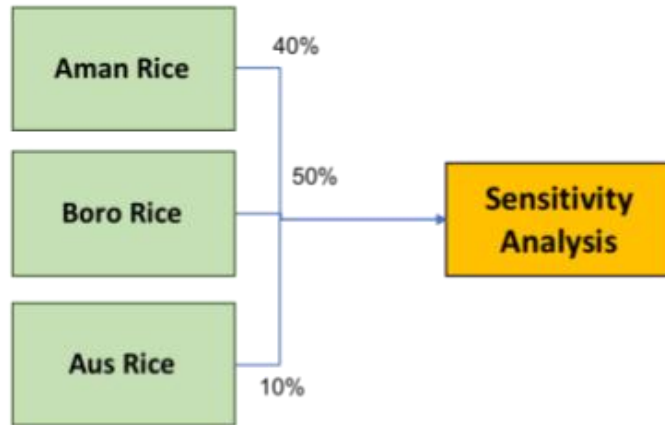 Aman Rice
40%
Boro Rice
50%
Sensitivity
Analysis
Aus Rice
10%